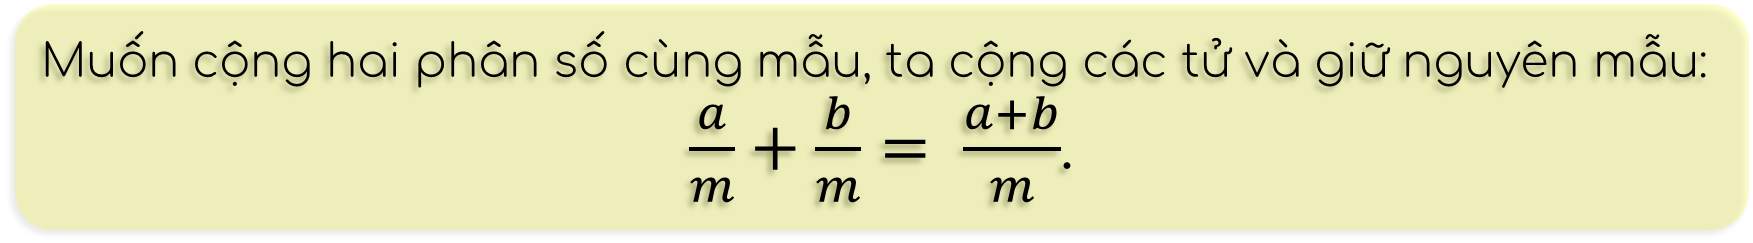 Muốn cộng hai phân số cùng mẫu, ta cộng các tử và giữ nguyên mẫu:
a/m + b/m = a+b/m.